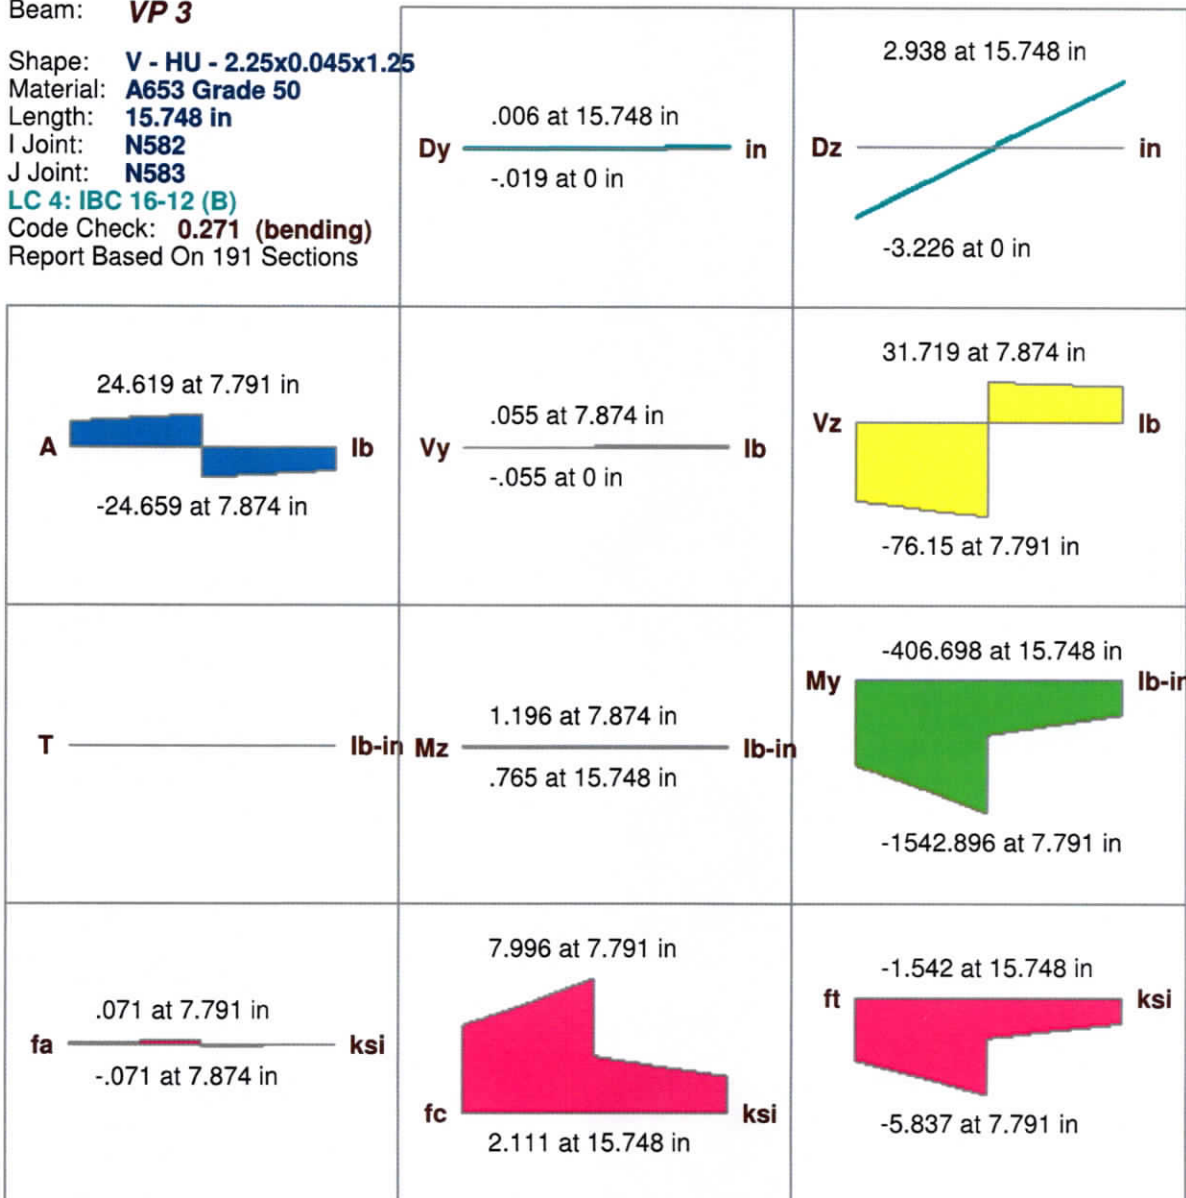 Beam: VP 3
Shape: V - HU - 2.25x0.045x1.25
Material: A653 Grade 50
Length: 15.748 in
I Joint: N582
J Joint: N583
LC 4: IBC 16-12 (B)
Code Check: 0.271 (bending)
Report Based On 191 Sections
.006 at 15.748 in
Dy in
-.019 at 0 in
2.938 at 15.748 in
Dz in
-3.226 at 0 in
24.619 at 7.791 in
A lb
-24.659 at 7.874 in
.055 at 7.874 in
Vy lb
-.055 at 0 in
31.719 at 7.874 in
Vz lb
-76.15 at 7.791 in
T lb-in
1.196 at 7.874 in
Mz lb-in
.765 at 15.748 in
-406.698 at 15.748 in
My lb-in
-1542.896 at 7.791 in
.071 at 7.791 in
fa ksi
-.071 at 7.874 in
7.996 at 7.791 in
fc ksi
2.111 at 15.748 in
-1.542 at 15.748 in
ft ksi
-5.837 at 7.791 in